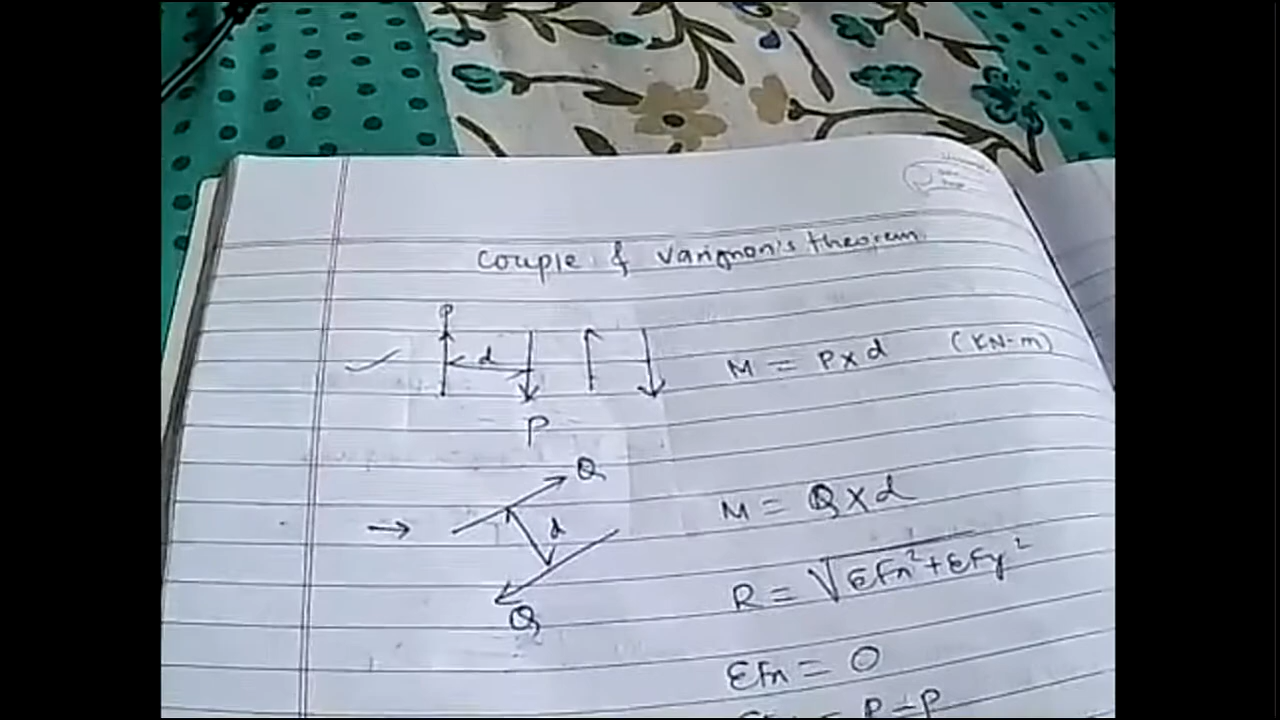 couple & varignon's theorem
P
d
M = P x d (KN-m)
P
Q
M = Q x d
d
R = √ΣFx² + ΣFy²
Q
ΣFx = 0
= P - P